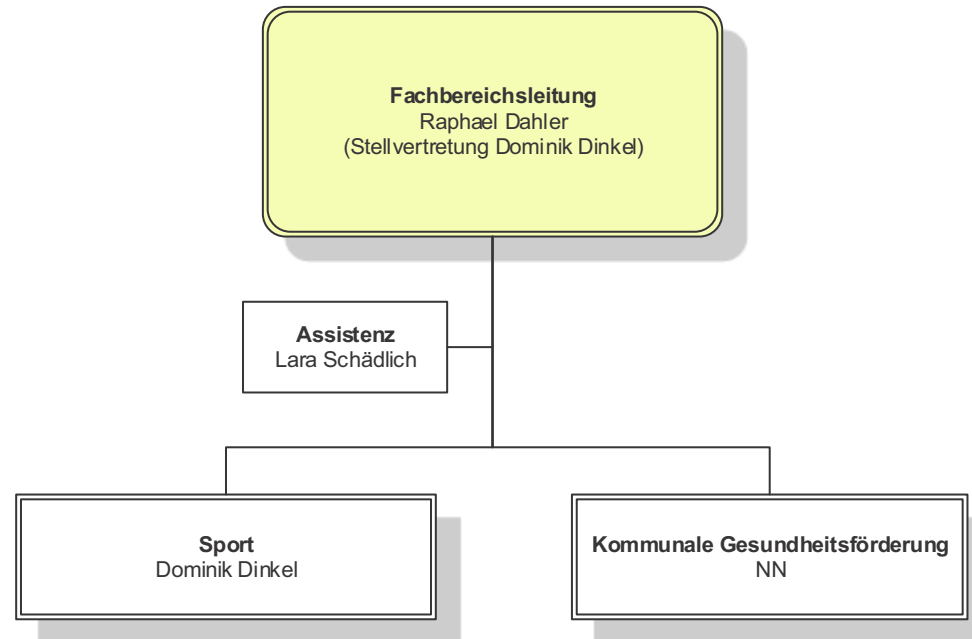 Fachbereichsleitung
Raphael Dahler
(Stellvertretung Dominik Dinkel)
Assistenz
Lara Schädlich
Sport
Dominik Dinkel
Kommunale Gesundheitsförderung
NN